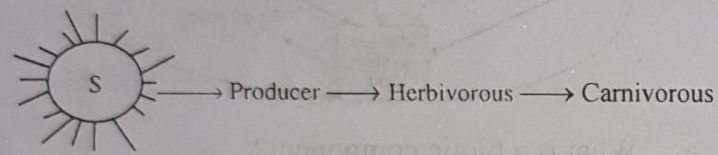 S → Producer → Herbivorous → Carnivorous